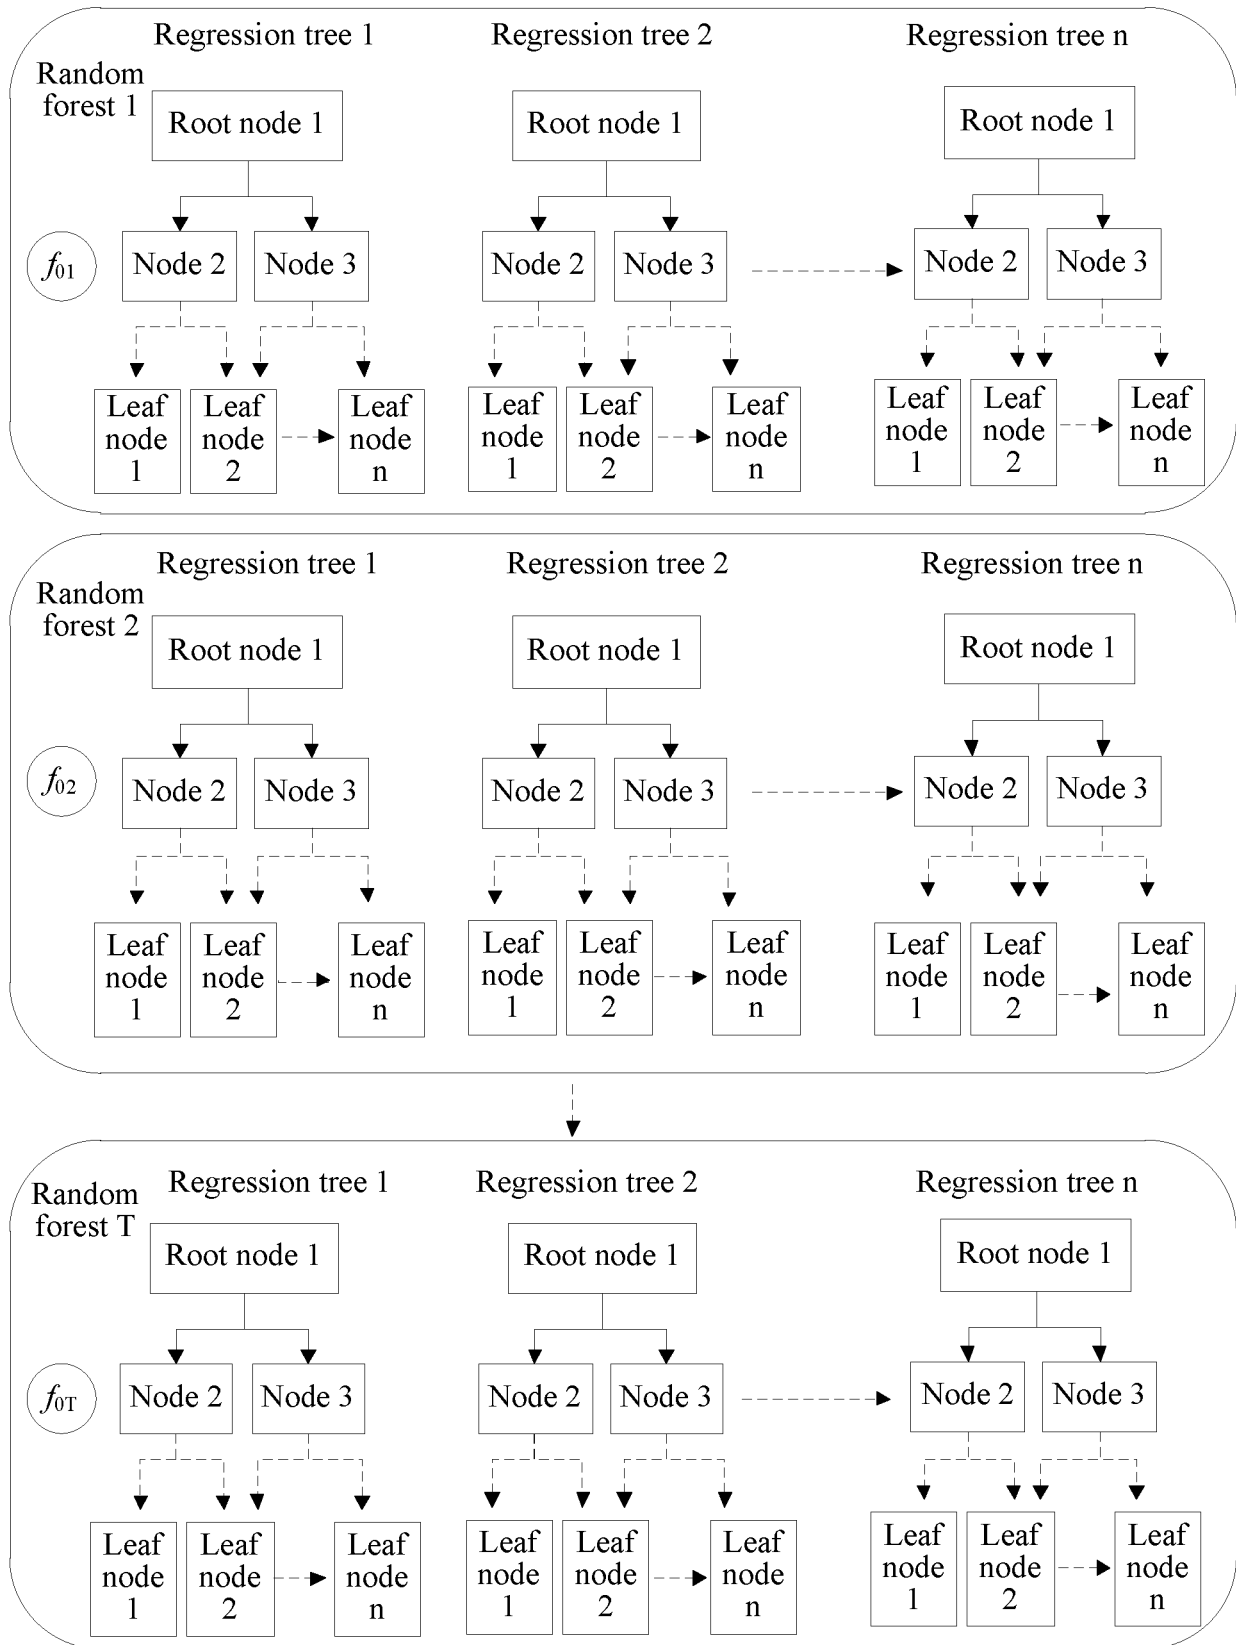 Regression tree 1
Regression tree 2
Regression tree n
Random
forest 1
Root node 1
Root node 1
Root node 1
f01
Node 2
Node 3
Node 2
Node 3
Node 2
Node 3
Leaf
node
1
Leaf
node
2
Leaf
node
n
Leaf
node
1
Leaf
node
2
Leaf
node
n
Leaf
node
1
Leaf
node
2
Leaf
node
n
Regression tree 1
Regression tree 2
Regression tree n
Random
forest 2
Root node 1
Root node 1
Root node 1
f02
Node 2
Node 3
Node 2
Node 3
Node 2
Node 3
Leaf
node
1
Leaf
node
2
Leaf
node
n
Leaf
node
1
Leaf
node
2
Leaf
node
n
Leaf
node
1
Leaf
node
2
Leaf
node
n
Regression tree 1
Regression tree 2
Regression tree n
Random
forest T
Root node 1
Root node 1
Root node 1
f0T
Node 2
Node 3
Node 2
Node 3
Node 2
Node 3
Leaf
node
1
Leaf
node
2
Leaf
node
n
Leaf
node
1
Leaf
node
2
Leaf
node
n
Leaf
node
1
Leaf
node
2
Leaf
node
n